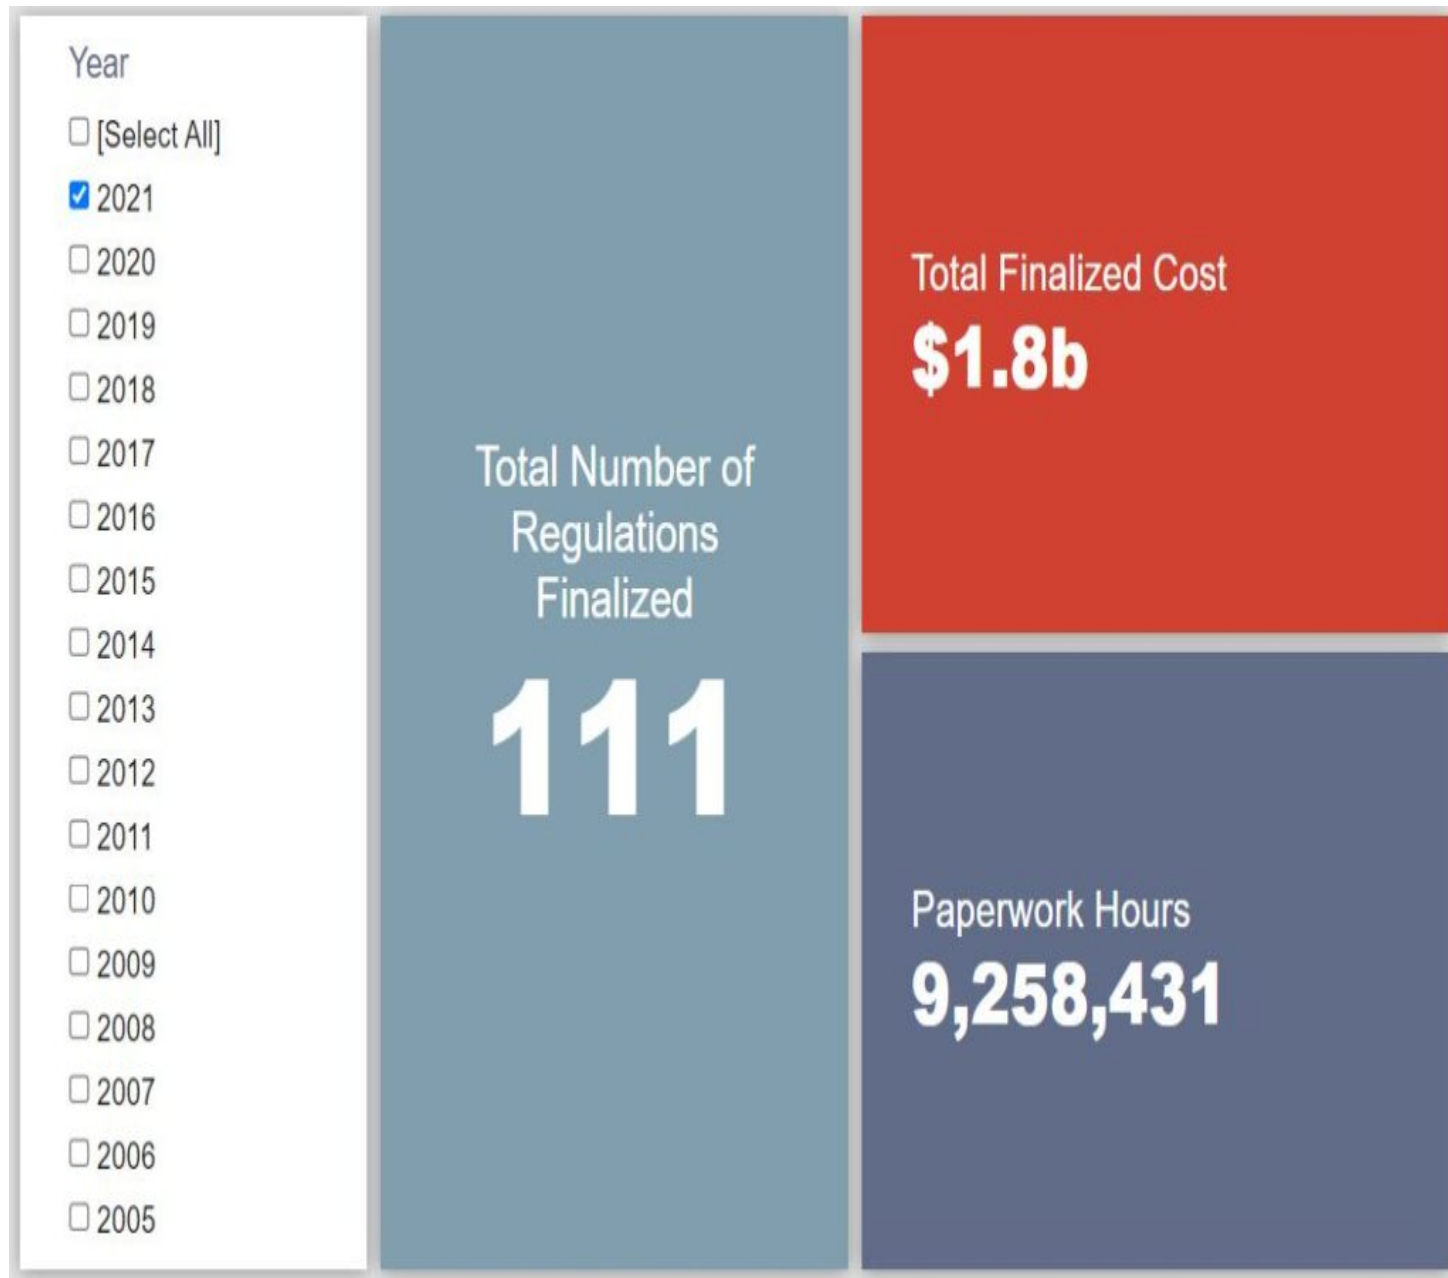 Year
[Select All]
2021
2020
2019
2018
2017
2016
2015
2014
2013
2012
2011
2010
2009
2008
2007
2006
2005
Total Number of
Regulations
Finalized
111
Total Finalized Cost
$1.8b
Paperwork Hours
9,258,431